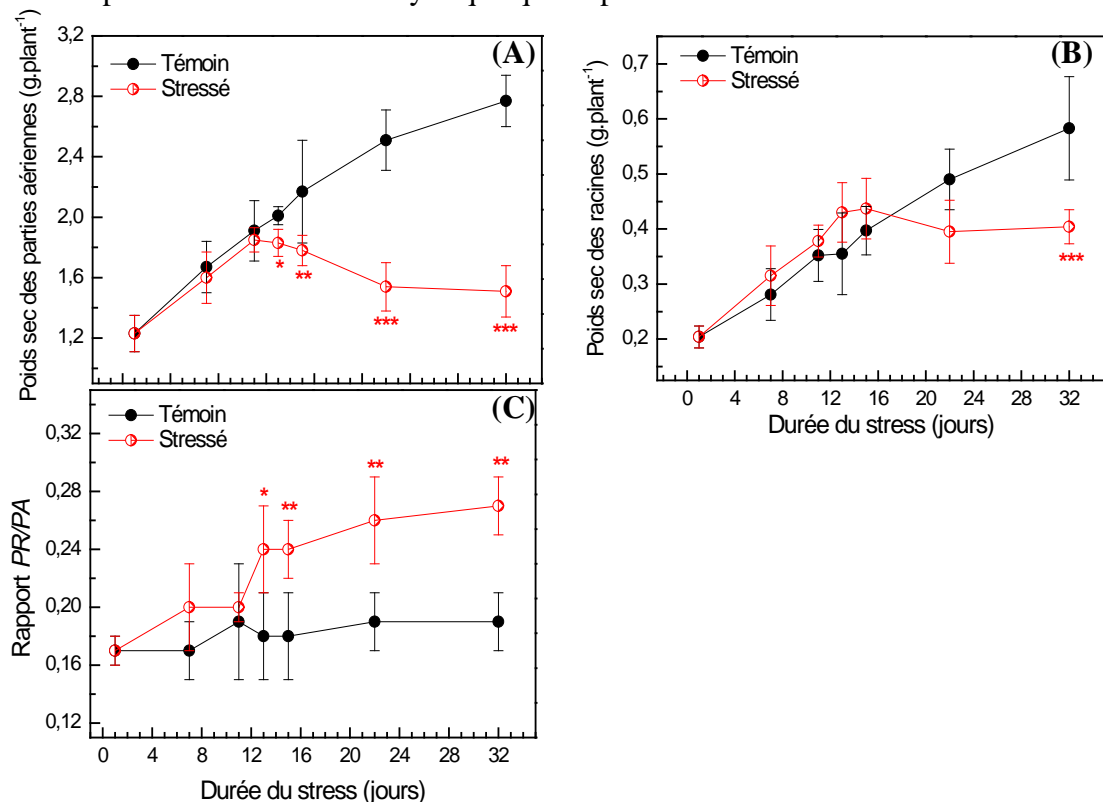 (A)
Témoin
Stressé
Poids sec des parties aériennes (g.plant⁻¹)
3,2
2,8
2,4
2,0
1,6
1,2
*
**
***
***
(B)
Témoin
Stressé
Poids sec des racines (g.plant⁻¹)
0,7
0,6
0,5
0,4
0,3
0,2
***
0 4 8 12 16 20 24 28 32
Durée du stress (jours)
(C)
Témoin
Stressé
Rapport PR/PA
0,32
0,28
0,24
0,20
0,16
0,12
*
**
**
**
0 4 8 12 16 20 24 28 32
Durée du stress (jours)